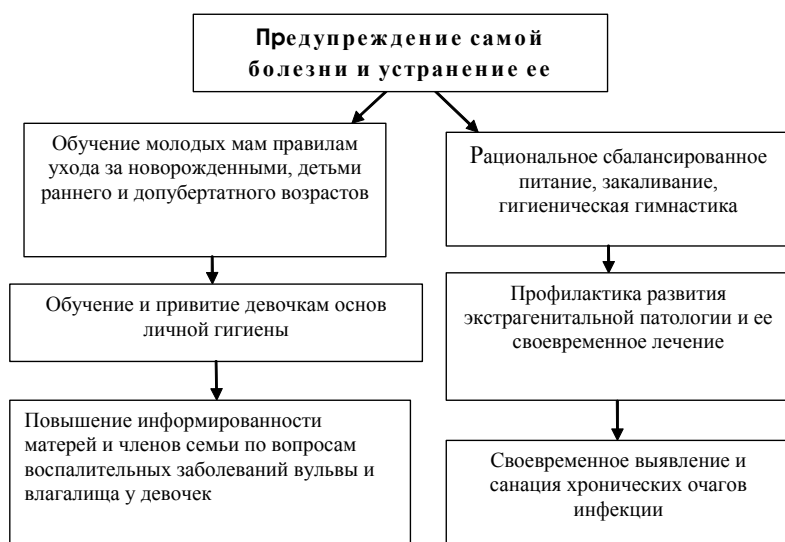 Предупреждение самой
болезни и устранение ее
Обучение молодых мам правилам
ухода за новорожденными, детьми
раннего и допубертатного возрастов
Обучение и привитие девочкам основ
личной гигиены
Повышение информированности
матерей и членов семьи по вопросам
воспалительных заболеваний вульвы и
влагалища у девочек
Рациональное сбалансированное
питание, закаливание,
гигиеническая гимнастика
Профилактика развития
экстрагенитальной патологии и ее
своевременное лечение
Своевременное выявление и
санация хронических очагов
инфекции